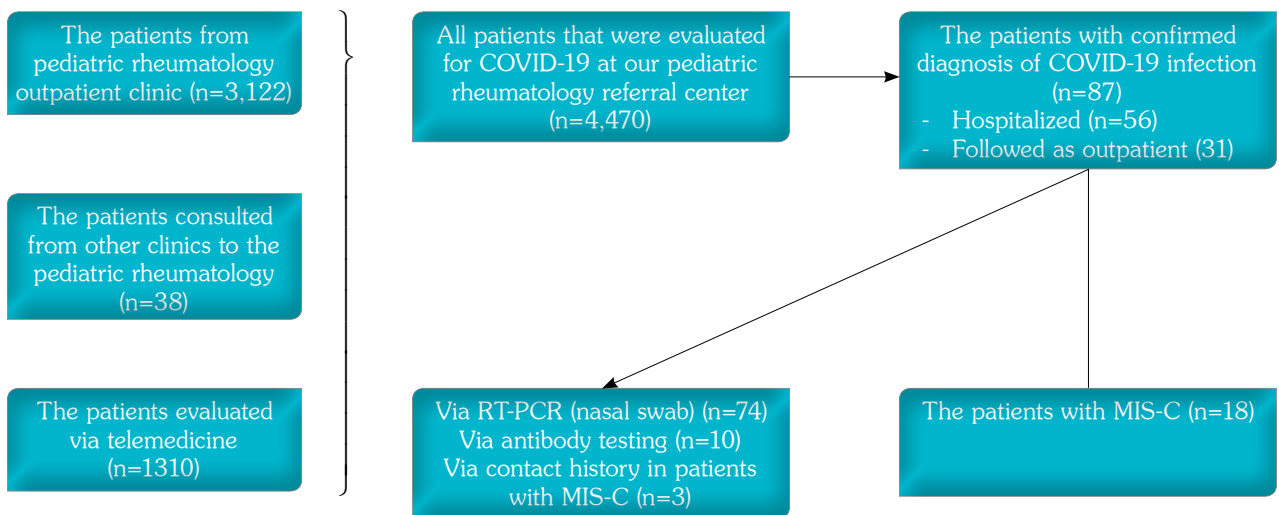 The patients from
pediatric rheumatology
outpatient clinic (n=3,122)
The patients consulted
from other clinics to the
pediatric rheumatology
(n=38)
The patients evaluated
via telemedicine
(n=1310)
All patients that were evaluated
for COVID-19 at our pediatric
rheumatology referral center
(n=4,470)
The patients with confirmed
diagnosis of COVID-19 infection
(n=87)
- Hospitalized (n=56)
- Followed as outpatient (31)
Via RT-PCR (nasal swab) (n=74)
Via antibody testing (n=10)
Via contact history in patients
with MIS-C (n=3)
The patients with MIS-C (n=18)